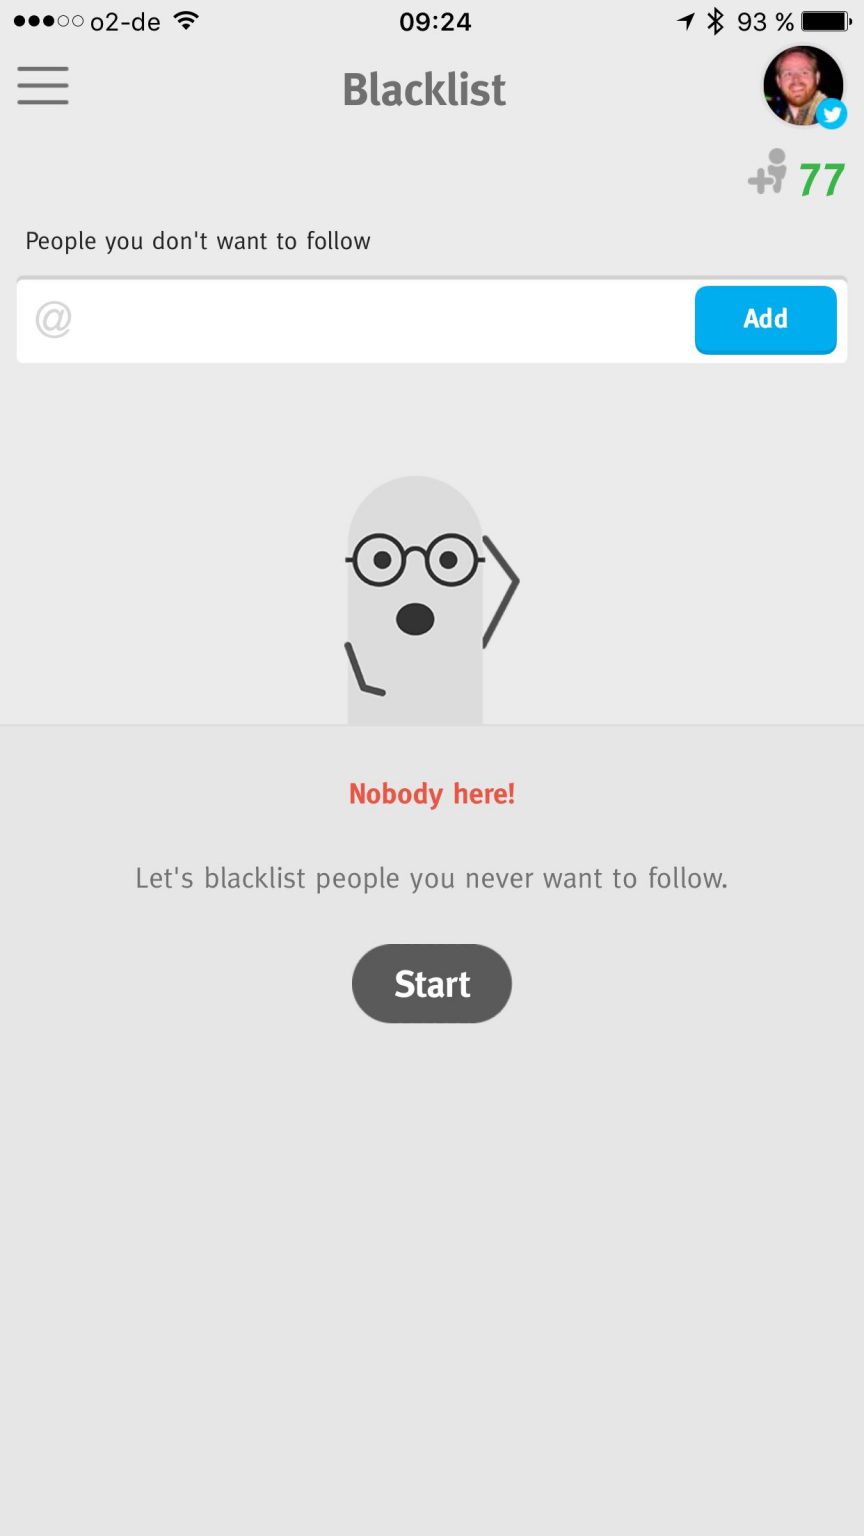 o2-de 09:24 93 %
Blacklist
77
People you don't want to follow
@ Add
Nobody here!
Let's blacklist people you never want to follow.
Start